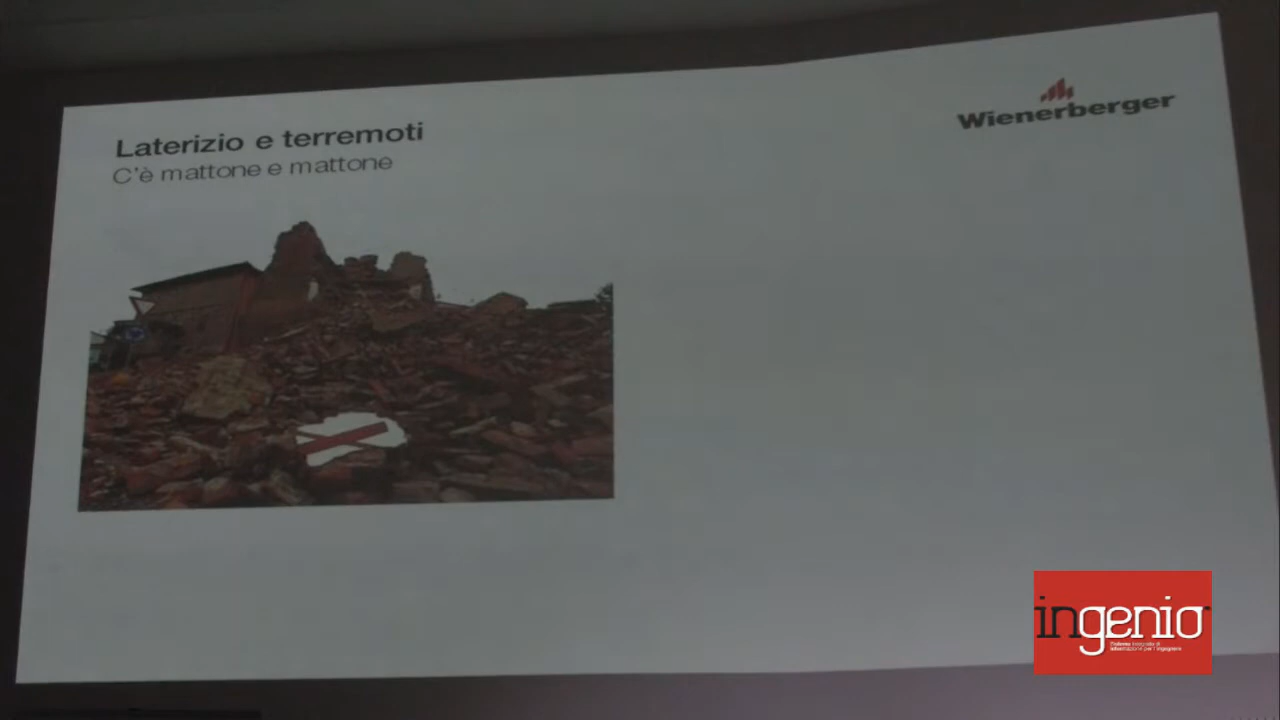 Laterizio e terremoti
C'è mattone e mattone
Wienerberger
ingenio